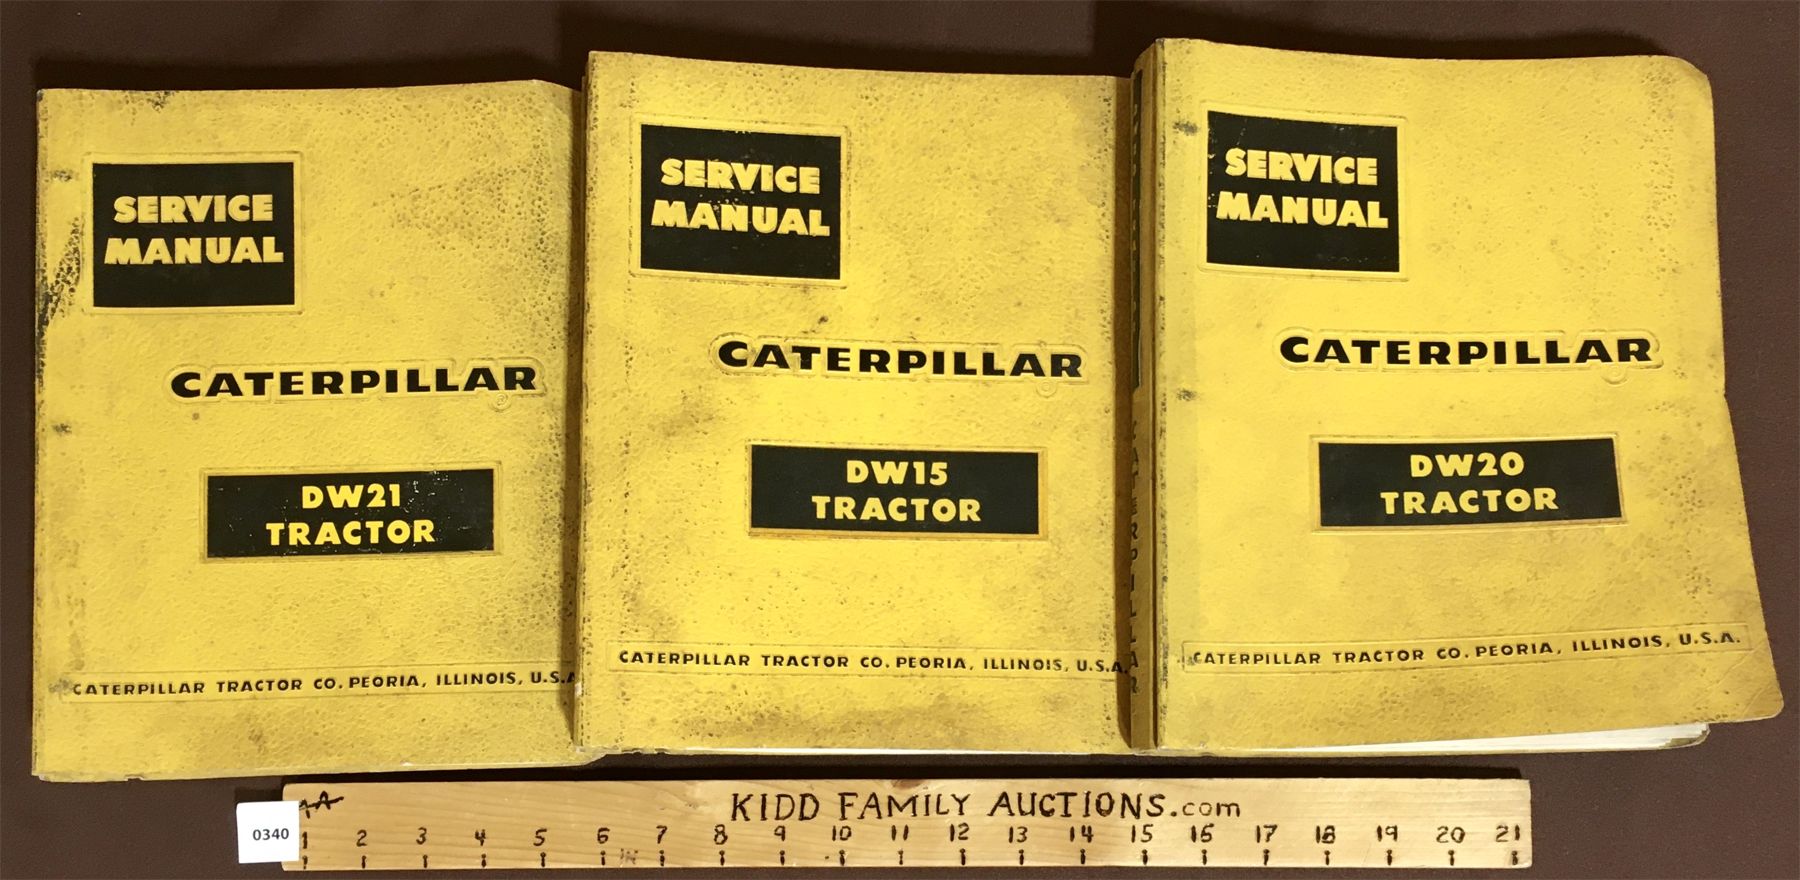 SERVICE
MANUAL
CATERPILLAR
DW21
TRACTOR
CATERPILLAR TRACTOR CO. PEORIA, ILLINOIS, U.S.A
SERVICE
MANUAL
CATERPILLAR
DW15
TRACTOR
CATERPILLAR TRACTOR CO. PEORIA, ILLINOIS, U.S.A.
CATERPILLAR
SERVICE
MANUAL
CATERPILLAR
DW20
TRACTOR
CATERPILLAR TRACTOR CO. PEORIA, ILLINOIS, U.S.A.
KIDD FAMILY AUCTIONS.com
0340
1 2 3 4 5 6 7 8 9 10 11 12 13 14 15 16 17 18 19 20 21
IN